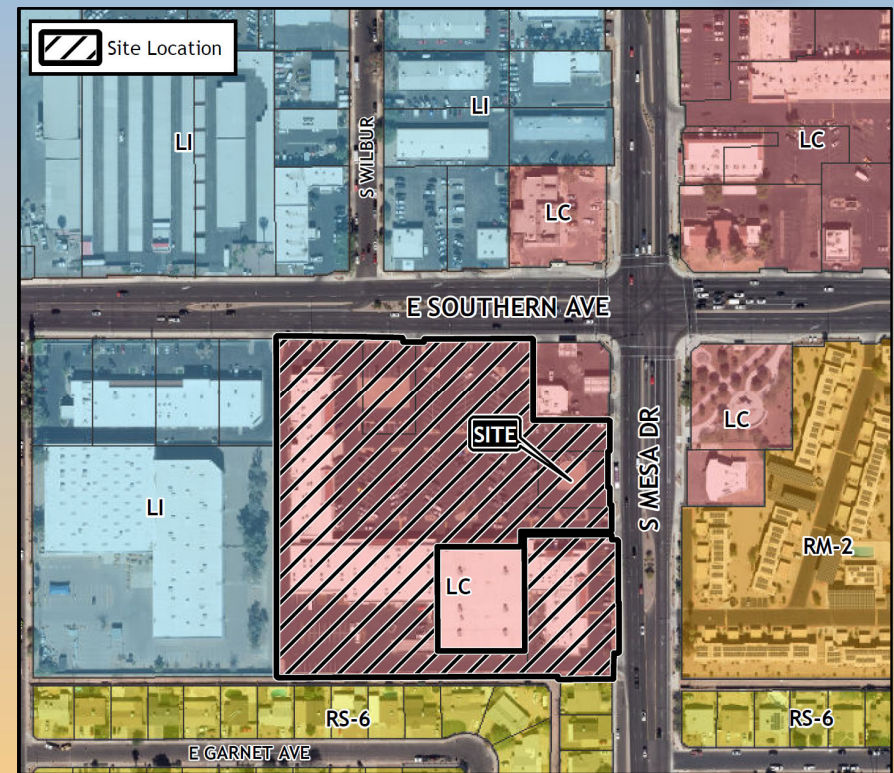 Site Location
LI
LI
S WILBUR
LC
LC
E SOUTHERN AVE
SITE
LC
S MESA DR
LI
RM-2
LC
RS-6
RS-6
E GARNET AVE